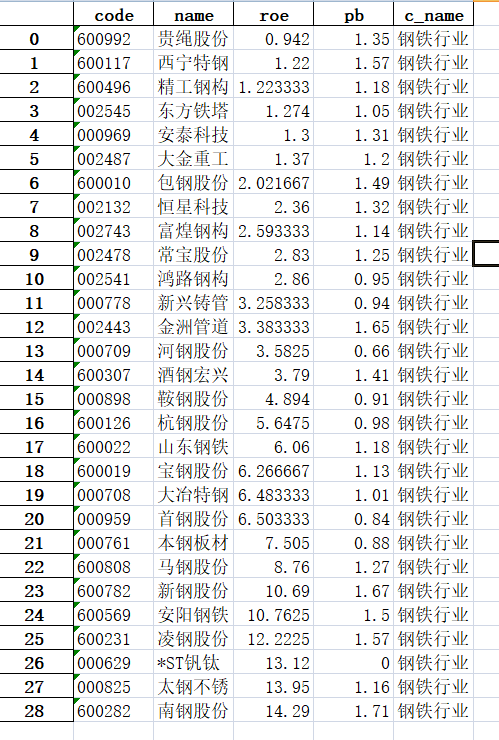 code name roe pb c_name
0 600992 贵绳股份 0.942 1.35 钢铁行业
1 600117 西宁特钢 1.22 1.57 钢铁行业
2 600496 精工钢构 1.223333 1.18 钢铁行业
3 002545 东方铁塔 1.274 1.05 钢铁行业
4 000969 安泰科技 1.3 1.31 钢铁行业
5 002487 大金重工 1.37 1.2 钢铁行业
6 600010 包钢股份 2.021667 1.49 钢铁行业
7 002132 恒星科技 2.36 1.32 钢铁行业
8 002743 富煌钢构 2.593333 1.14 钢铁行业
9 002478 常宝股份 2.83 1.25 钢铁行业
10 002541 鸿路钢构 2.86 0.95 钢铁行业
11 000778 新兴铸管 3.258333 0.94 钢铁行业
12 002443 金洲管道 3.383333 1.65 钢铁行业
13 000709 河钢股份 3.5825 0.66 钢铁行业
14 600307 酒钢宏兴 3.79 1.41 钢铁行业
15 000898 鞍钢股份 4.894 0.91 钢铁行业
16 600126 杭钢股份 5.6475 0.98 钢铁行业
17 600022 山东钢铁 6.06 1.18 钢铁行业
18 600019 宝钢股份 6.266667 1.13 钢铁行业
19 000708 大冶特钢 6.483333 1.01 钢铁行业
20 000959 首钢股份 6.503333 0.84 钢铁行业
21 000761 本钢板材 7.505 0.88 钢铁行业
22 600808 马钢股份 8.76 1.27 钢铁行业
23 600782 新钢股份 10.69 1.67 钢铁行业
24 600569 安阳钢铁 10.7625 1.5 钢铁行业
25 600231 凌钢股份 12.2225 1.57 钢铁行业
26 000629 *ST钒钛 13.12 0 钢铁行业
27 000825 太钢不锈 13.95 1.16 钢铁行业
28 600282 南钢股份 14.29 1.71 钢铁行业